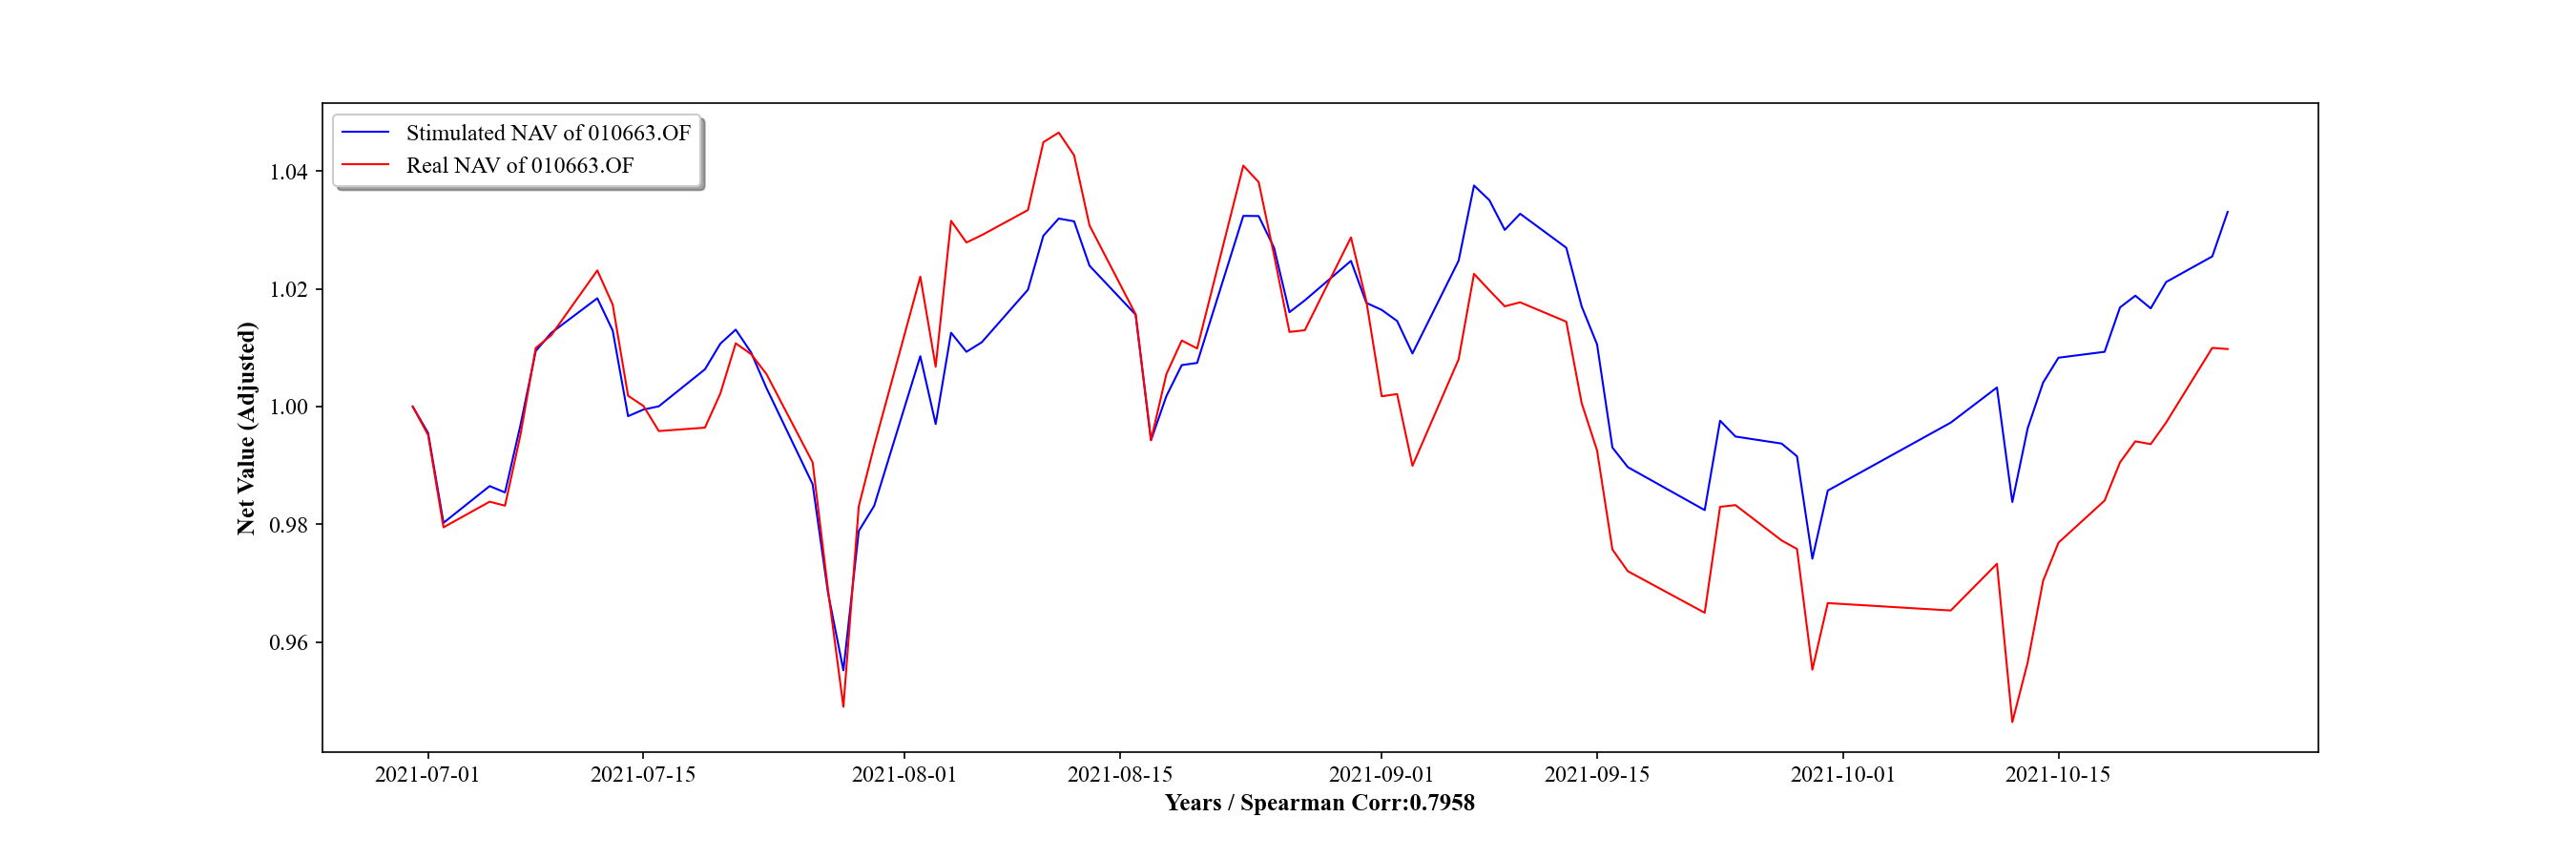 Stimulated NAV of 010663.OF
Real NAV of 010663.OF
1.04
1.02
1.00
0.98
0.96
Net Value (Adjusted)
2021-07-01 2021-07-15 2021-08-01 2021-08-15 2021-09-01 2021-09-15 2021-10-01 2021-10-15
Years / Spearman Corr:0.7958